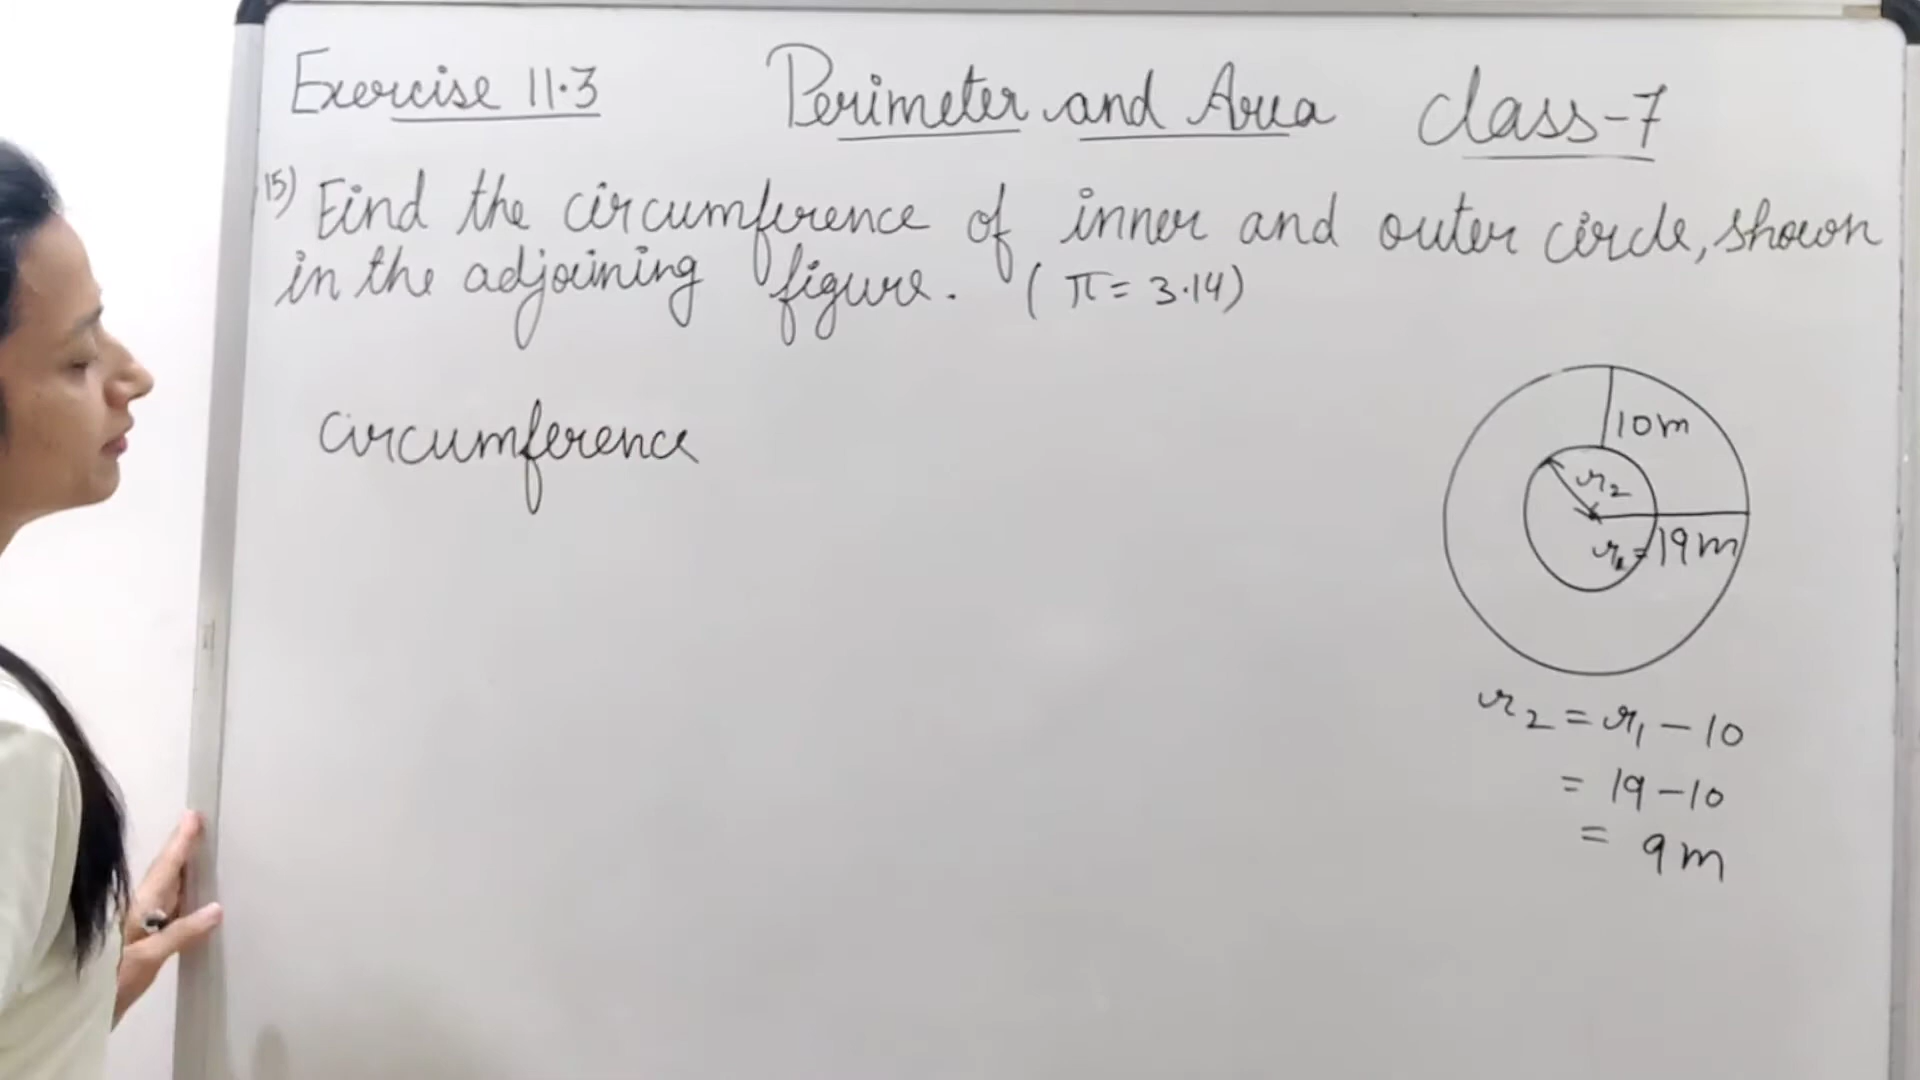 Exercise 11.3 Perimeter and Area class-7
15) Find the circumference of inner and outer circle, shown
in the adjoining figure. (π = 3.14)
circumference
10m
r₂
r₁=19m
r₂ = r₁ - 10
= 19 - 10
= 9m